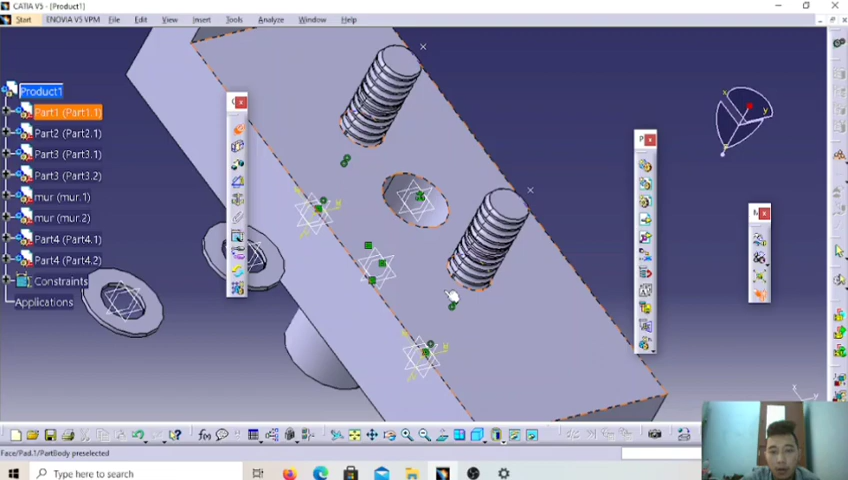 CATIA V5 - [Product1]
Start ENOVIA V5 VPM File Edit View Insert Tools Analyze Window Help
Product1
Part1 (Part1.1)
Part2 (Part2.1)
Part3 (Part3.1)
Part3 (Part3.2)
mur (mur.1)
mur (mur.2)
Part4 (Part4.1)
Part4 (Part4.2)
Constraints
Applications
P
M
x
y
x
y
Face/Pad.1/PartBody preselected
Type here to search